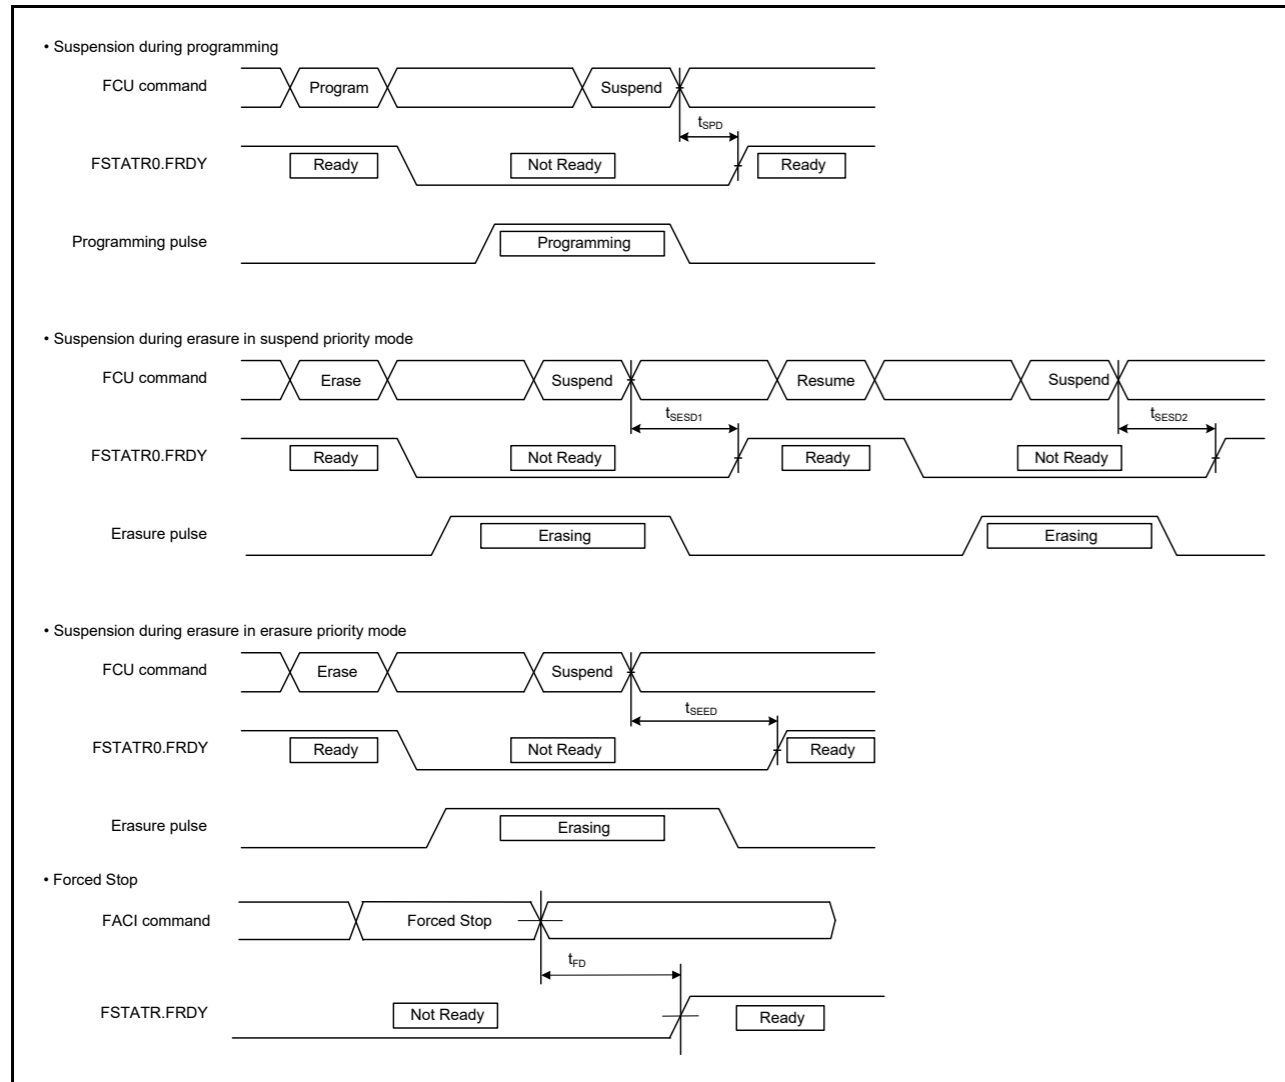 • Suspension during programming
FCU command Program Suspend
tSPD
FSTATR0.FRDY Ready Not Ready Ready
Programming pulse Programming
• Suspension during erasure in suspend priority mode
FCU command Erase Suspend Resume Suspend
tSESD1 tSESD2
FSTATR0.FRDY Ready Not Ready Ready Not Ready
Erasure pulse Erasing Erasing
• Suspension during erasure in erasure priority mode
FCU command Erase Suspend
tSEED
FSTATR0.FRDY Ready Not Ready Ready
Erasure pulse Erasing
• Forced Stop
FACI command Forced Stop
tFD
FSTATR.FRDY Not Ready Ready